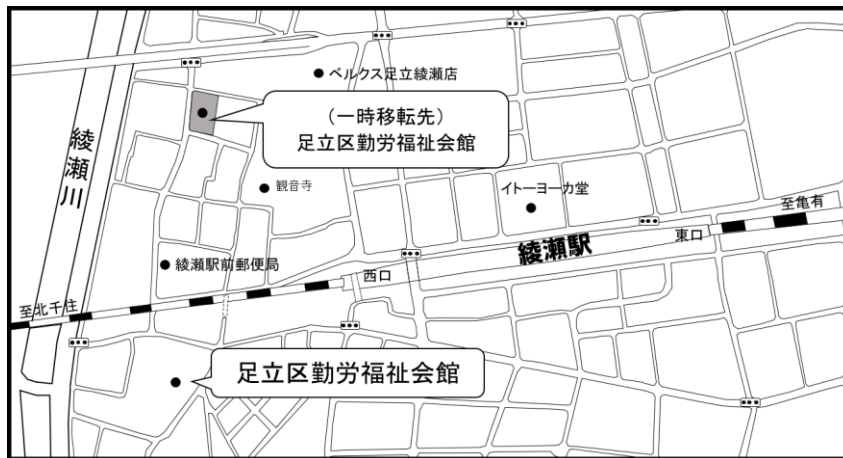 ベルクス足立綾瀬店
（一時移転先）
足立区勤労福祉会館
綾瀬川
観音寺
イトーヨーカ堂
至亀有
東口
綾瀬駅
綾瀬駅前郵便局
西口
至北千住
足立区勤労福祉会館